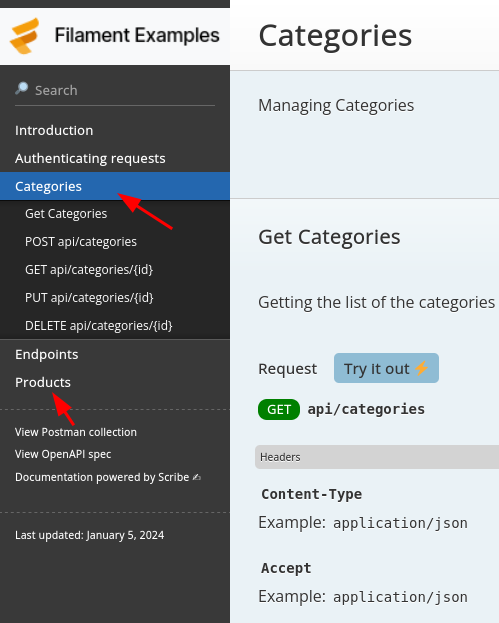 Filament Examples
Search
Introduction
Authenticating requests
Categories
Get Categories
POST api/categories
GET api/categories/{id}
PUT api/categories/{id}
DELETE api/categories/{id}
Endpoints
Products
View Postman collection
View OpenAPI spec
Documentation powered by Scribe ✍
Last updated: January 5, 2024
Categories
Managing Categories
Get Categories
Getting the list of the categories
Request Try it out ⚡
GET api/categories
Headers
Content-Type
Example: application/json
Accept
Example: application/json